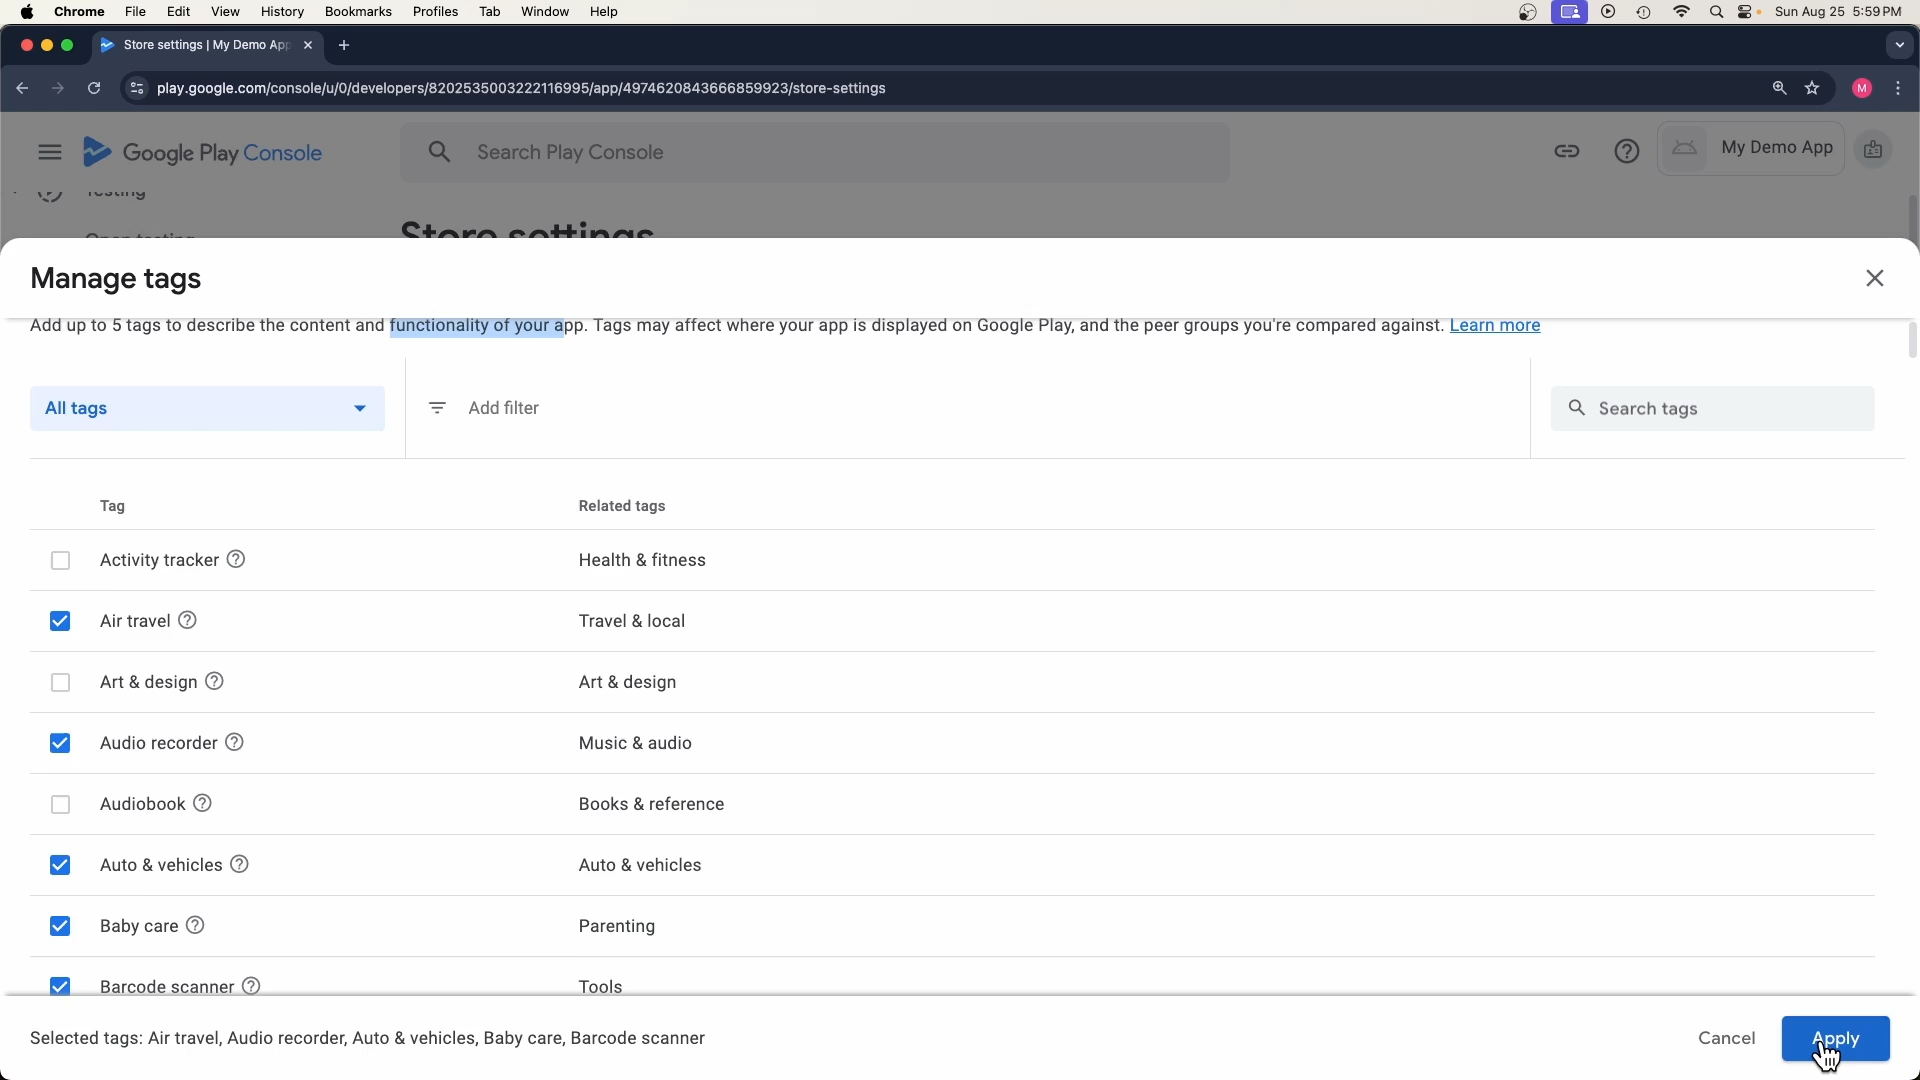 Chrome File Edit View History Bookmarks Profiles Tab Window Help Sun Aug 25 5:59 PM
Store settings | My Demo App
play.google.com/console/u/0/developers/8202535003222116995/app/4974620843666859923/store-settings M
Google Play Console Search Play Console My Demo App
Testing
Open testing
Store settings
Manage tags
Add up to 5 tags to describe the content and functionality of your app. Tags may affect where your app is displayed on Google Play, and the peer groups you're compared against. Learn more
All tags Add filter Search tags
Tag Related tags
Activity tracker Health & fitness
Air travel Travel & local
Art & design Art & design
Audio recorder Music & audio
Audiobook Books & reference
Auto & vehicles Auto & vehicles
Baby care Parenting
Barcode scanner Tools
Selected tags: Air travel, Audio recorder, Auto & vehicles, Baby care, Barcode scanner Cancel Apply